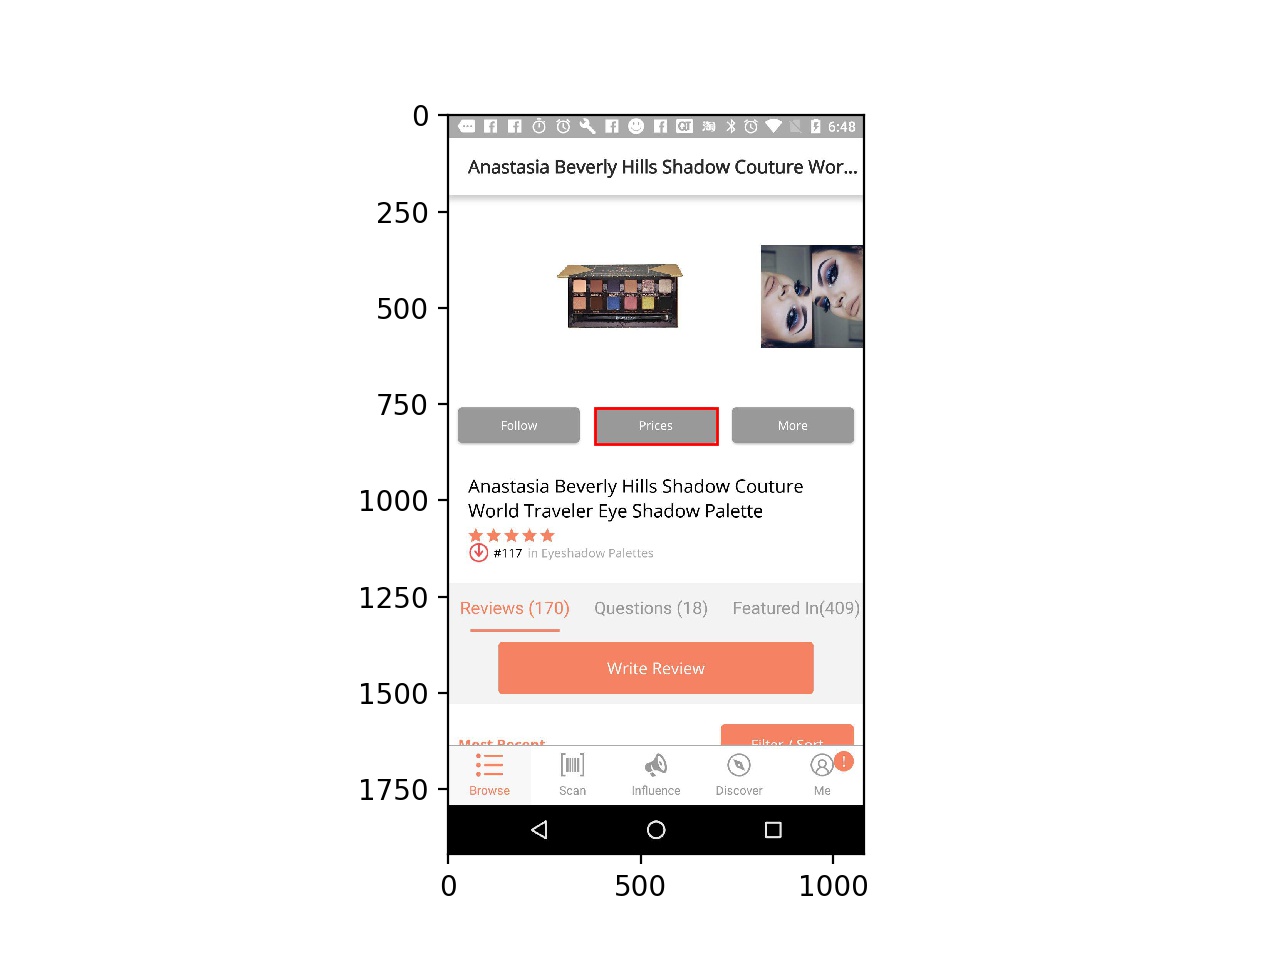 0
250
500
750
1000
1250
1500
1750
0 500 1000
6:48
Anastasia Beverly Hills Shadow Couture Wor...
Follow Prices More
Anastasia Beverly Hills Shadow Couture
World Traveler Eye Shadow Palette
#117 in Eyeshadow Palettes
Reviews (170) Questions (18) Featured In(409)
Write Review
Most Recent Filter / Sort
Browse Scan Influence Discover Me !